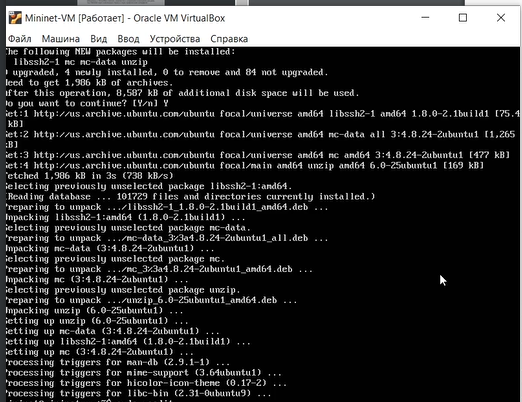 Mininet-VM [Работает] - Oracle VM VirtualBox
Файл Машина Вид Ввод Устройства Справка
The following NEW packages will be installed:
libssh2-1 mc mc-data unzip
upgraded, 4 newly installed, 0 to remove and 84 not upgraded.
Need to get 1,986 kB of archives.
After this operation, 8,587 kB of additional disk space will be used.
Do you want to continue? [Y/n] Y
Get:1 http://us.archive.ubuntu.com/ubuntu focal/universe amd64 libssh2-1 amd64 1.8.0-2.1build1 [75.4
kB]
Get:2 http://us.archive.ubuntu.com/ubuntu focal/universe amd64 mc-data all 3:4.8.24-2ubuntu1 [1,265
kB]
Get:3 http://us.archive.ubuntu.com/ubuntu focal/universe amd64 mc amd64 3:4.8.24-2ubuntu1 [477 kB]
Get:4 http://us.archive.ubuntu.com/ubuntu focal/main amd64 unzip amd64 6.0-25ubuntu1 [169 kB]
Fetched 1,986 kB in 3s (738 kB/s)
Selecting previously unselected package libssh2-1:amd64.
(Reading database ... 101729 files and directories currently installed.)
Preparing to unpack .../libssh2-1_1.8.0-2.1build1_amd64.deb ...
Unpacking libssh2-1:amd64 (1.8.0-2.1build1) ...
Selecting previously unselected package mc-data.
Preparing to unpack .../mc-data_3%3a4.8.24-2ubuntu1_all.deb ...
Unpacking mc-data (3:4.8.24-2ubuntu1) ...
Selecting previously unselected package mc.
Preparing to unpack .../mc_3%3a4.8.24-2ubuntu1_amd64.deb ...
Unpacking mc (3:4.8.24-2ubuntu1) ...
Selecting previously unselected package unzip.
Preparing to unpack .../unzip_6.0-25ubuntu1_amd64.deb ...
Unpacking unzip (6.0-25ubuntu1) ...
Setting up unzip (6.0-25ubuntu1) ...
Setting up mc-data (3:4.8.24-2ubuntu1) ...
Setting up libssh2-1:amd64 (1.8.0-2.1build1) ...
Setting up mc (3:4.8.24-2ubuntu1) ...
Processing triggers for man-db (2.9.1-1) ...
Processing triggers for mime-support (3.64ubuntu1) ...
Processing triggers for hicolor-icon-theme (0.17-2) ...
Processing triggers for libc-bin (2.31-0ubuntu9) ...